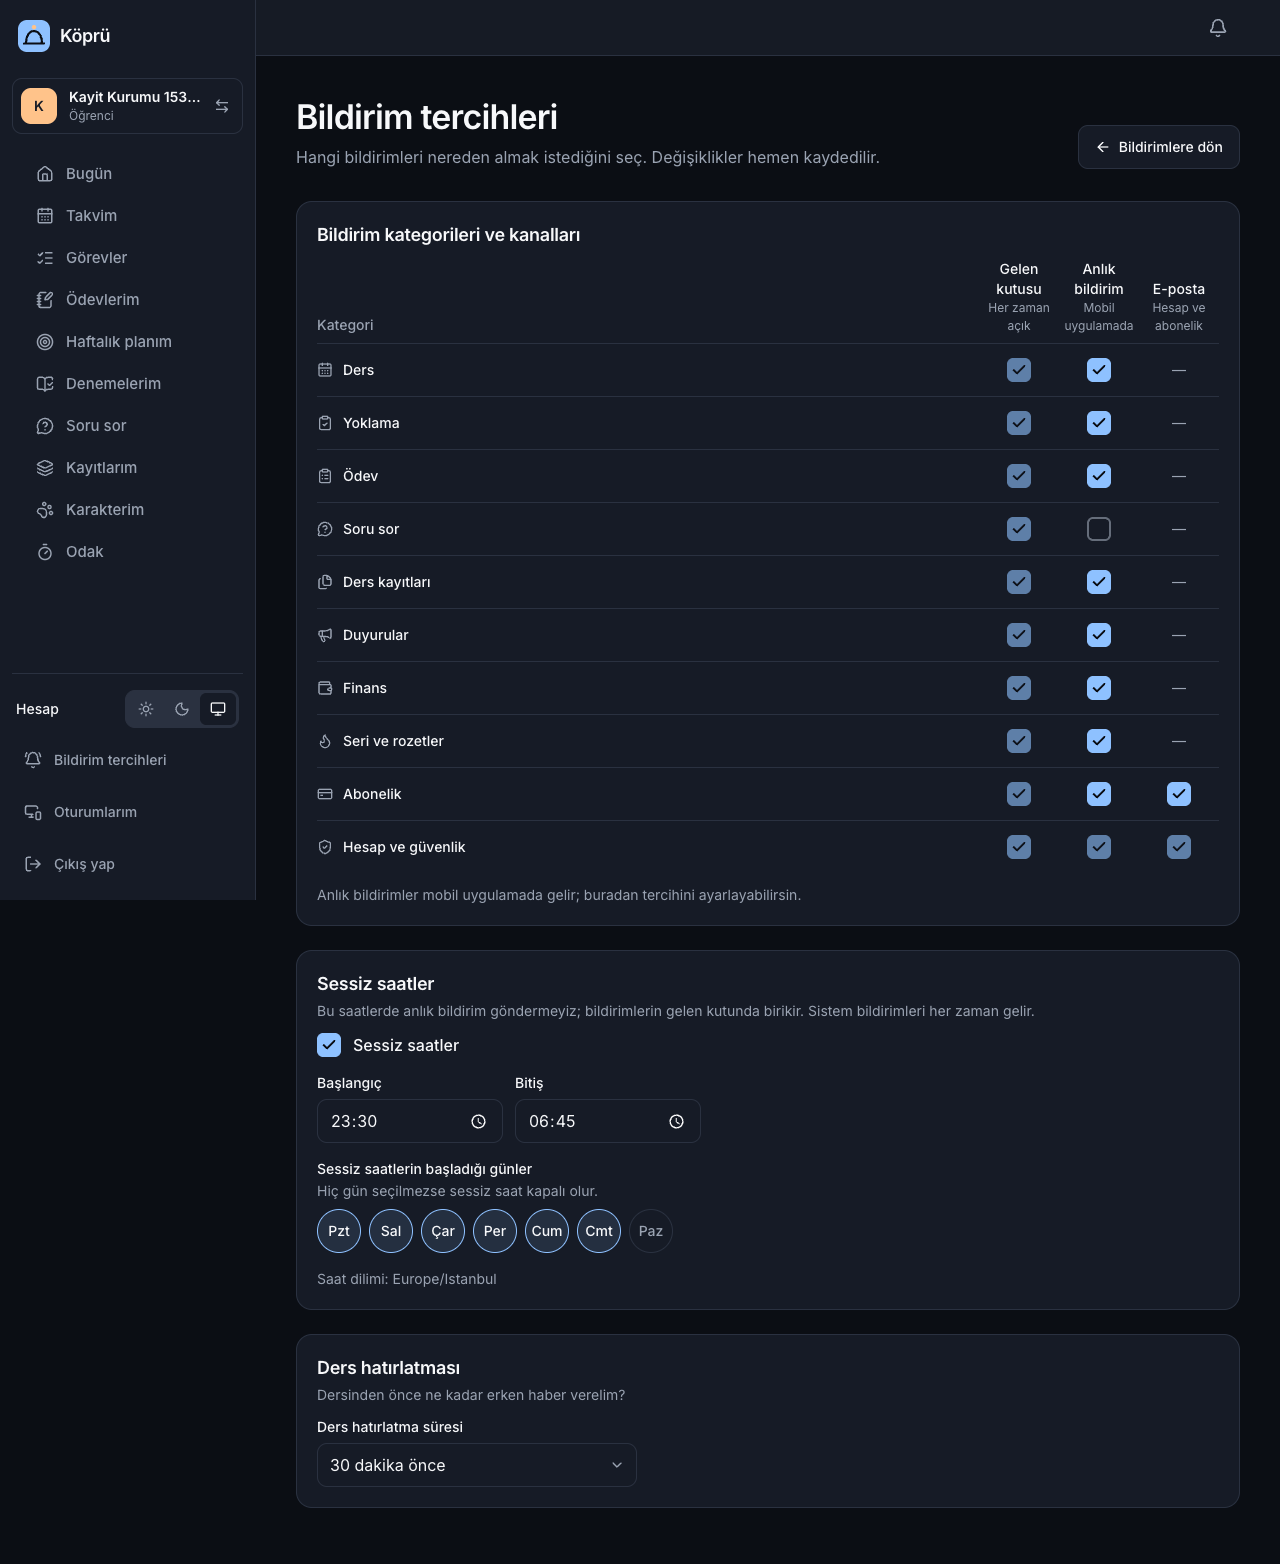 Köprü
K
Kayit Kurumu 153...
Öğrenci
Bugün
Takvim
Görevler
Ödevlerim
Haftalık planım
Denemelerim
Soru sor
Kayıtlarım
Karakterim
Odak
Hesap
Bildirim tercihleri
Oturumlarım
Çıkış yap
Bildirim tercihleri
Hangi bildirimleri nereden almak istediğini seç. Değişiklikler hemen kaydedilir.
Bildirimlere dön
Bildirim kategorileri ve kanalları
Kategori
Gelen
kutusu
Her zaman
açık
Anlık
bildirim
Mobil
uygulamada
E-posta
Hesap ve
abonelik
Ders —
Yoklama —
Ödev —
Soru sor —
Ders kayıtları —
Duyurular —
Finans —
Seri ve rozetler —
Abonelik
Hesap ve güvenlik
Anlık bildirimler mobil uygulamada gelir; buradan tercihini ayarlayabilirsin.
Sessiz saatler
Bu saatlerde anlık bildirim göndermeyiz; bildirimlerin gelen kutunda birikir. Sistem bildirimleri her zaman gelir.
Sessiz saatler
Başlangıç Bitiş
23:30 06:45
Sessiz saatlerin başladığı günler
Hiç gün seçilmezse sessiz saat kapalı olur.
Pzt Sal Çar Per Cum Cmt Paz
Saat dilimi: Europe/Istanbul
Ders hatırlatması
Dersinden önce ne kadar erken haber verelim?
Ders hatırlatma süresi
30 dakika önce